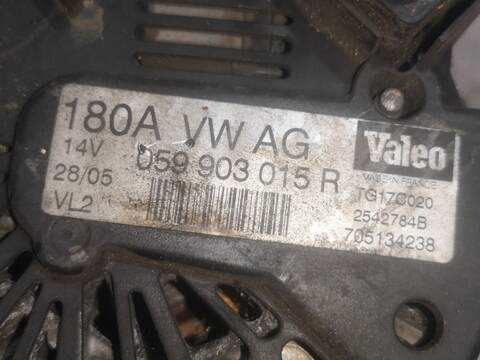 180A VW AG
14V 059 903 015 R
28/05
VL2
Valeo
MADE IN FRANCE
TG17C020
2542784B
705134238